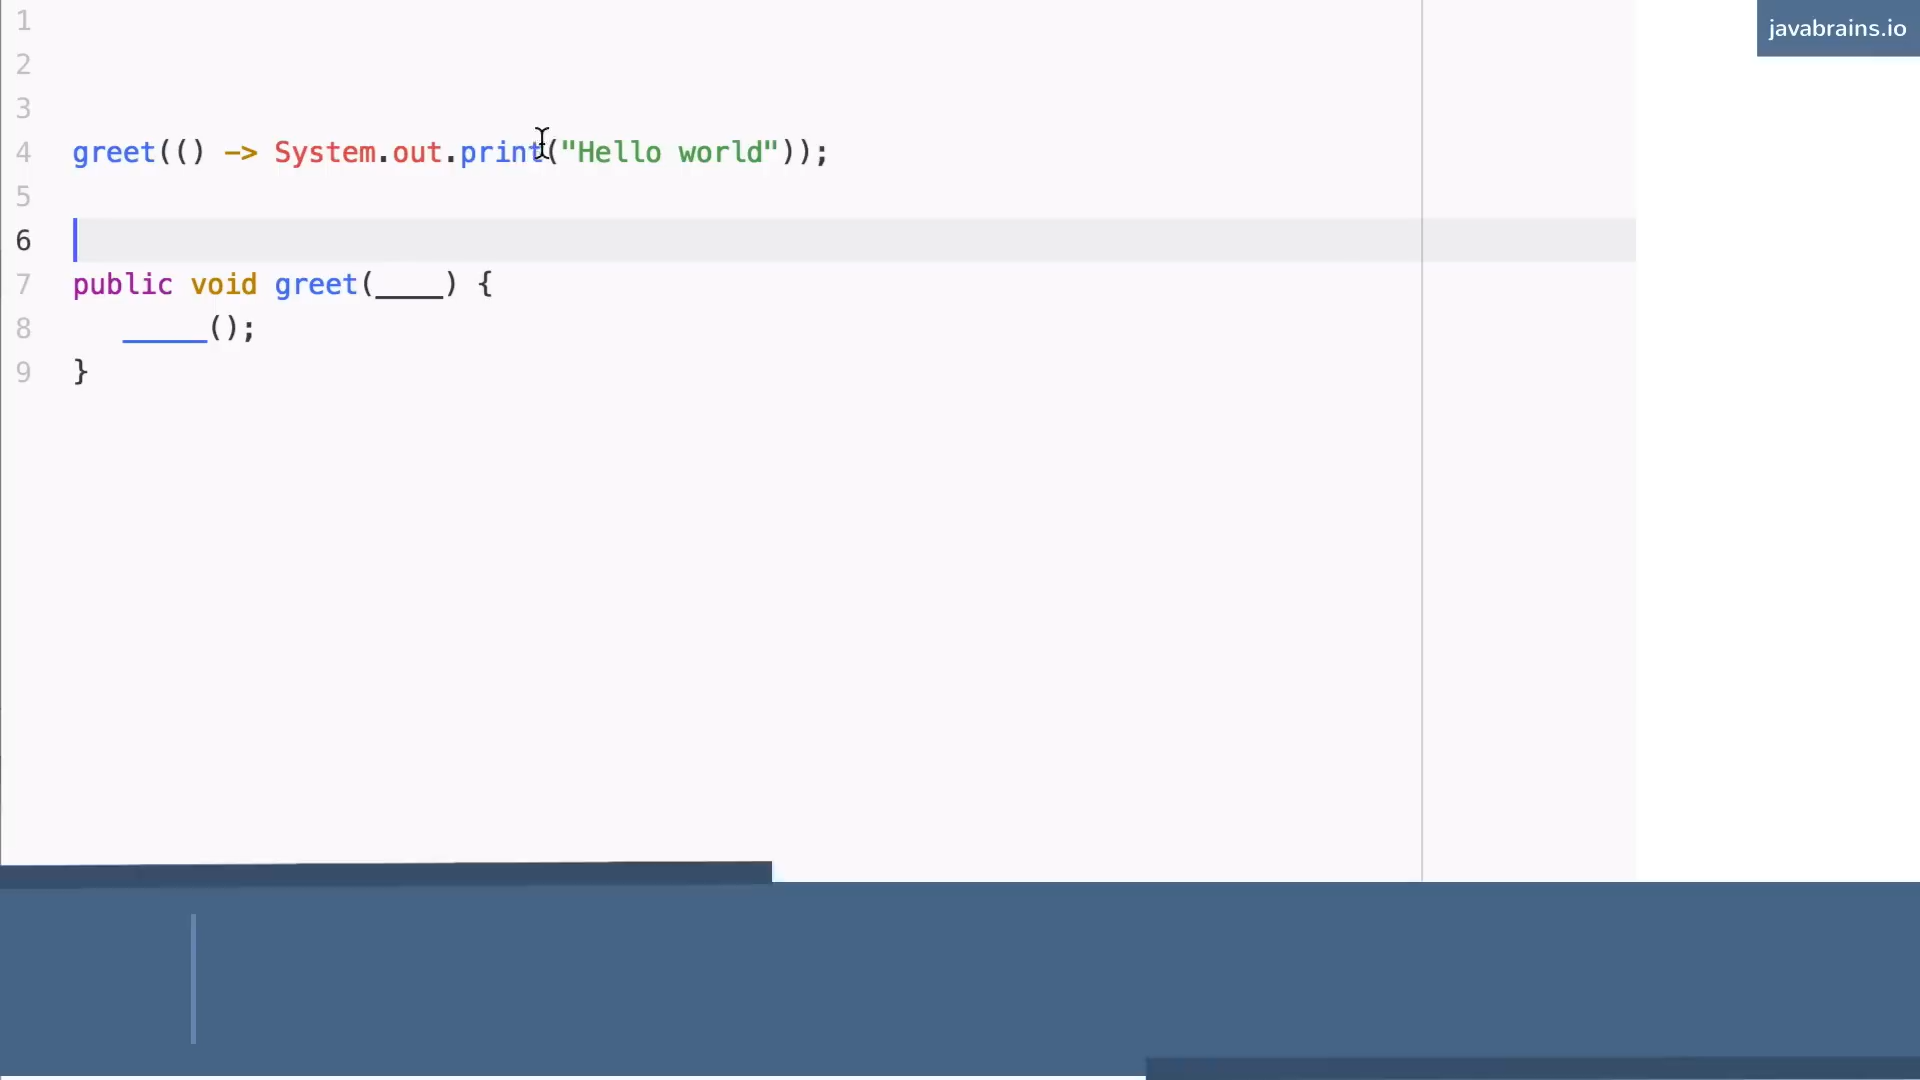 javabrains.io
1
2
3
4 greet(() -> System.out.print("Hello world"));
5
6
7 public void greet(____) {
8 _____();
9 }